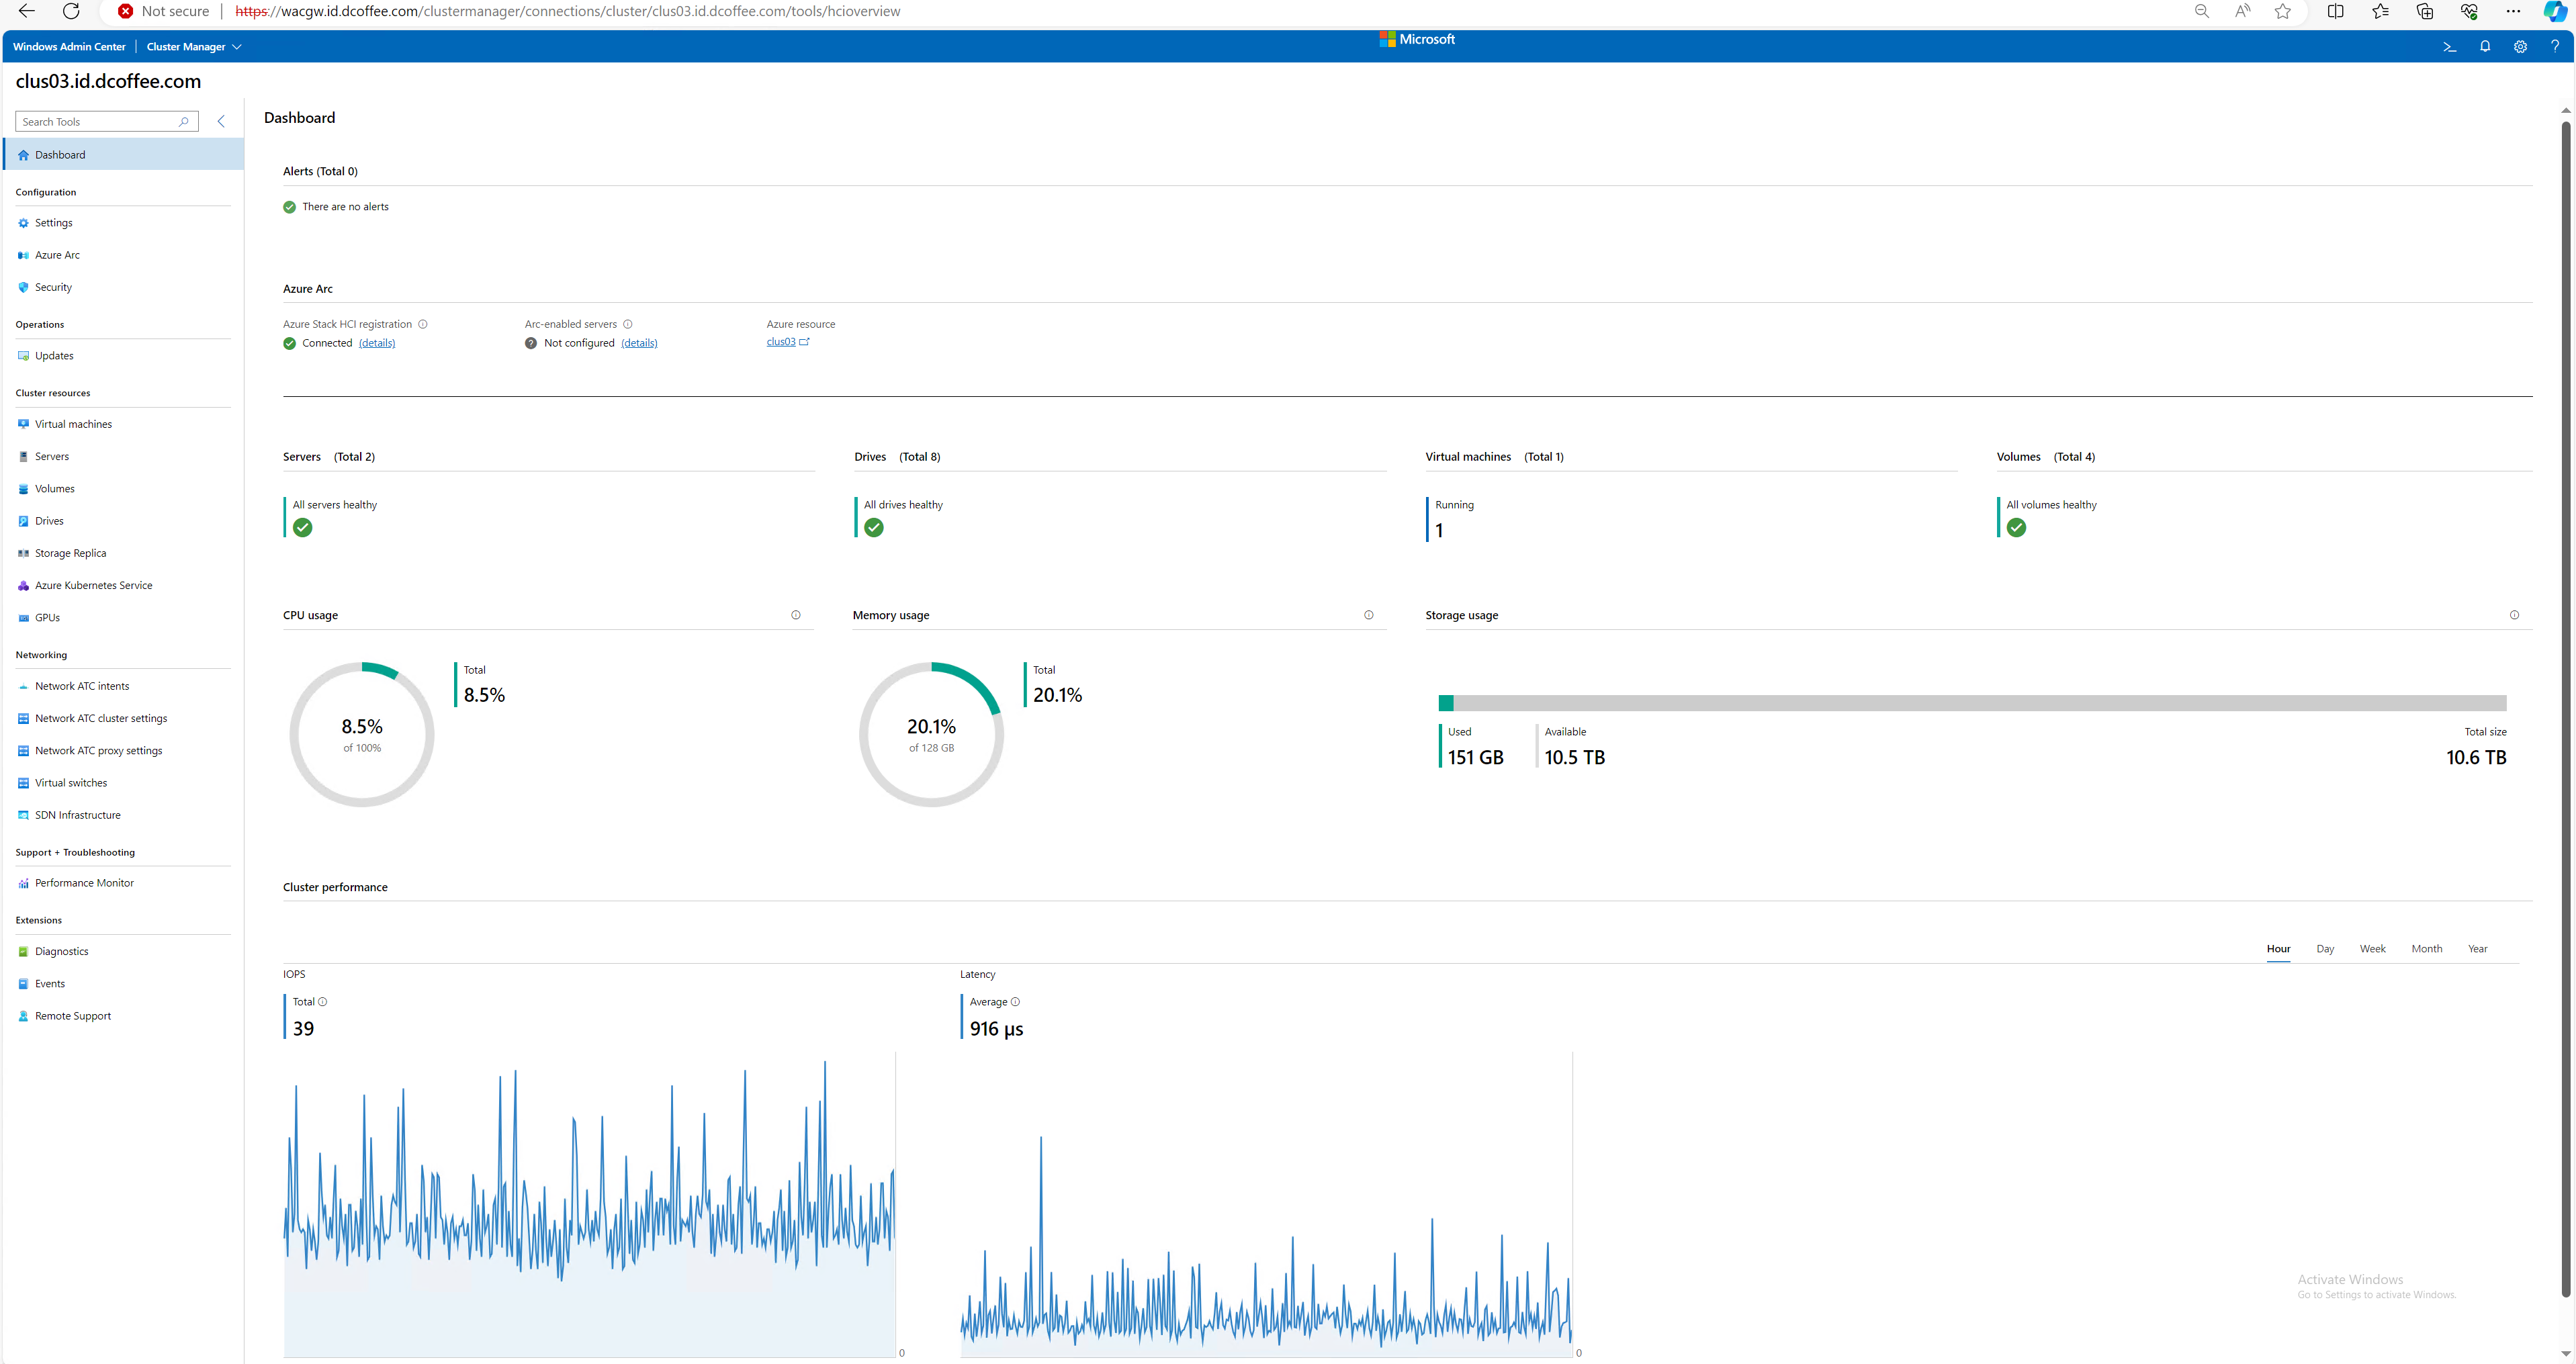 Not secure | https://wacgw.id.dcoffee.com/clustermanager/connections/cluster/clus03.id.dcoffee.com/tools/hcioverview
Windows Admin Center | Cluster Manager
Microsoft
clus03.id.dcoffee.com
Search Tools
Dashboard
Configuration
Settings
Azure Arc
Security
Operations
Updates
Cluster resources
Virtual machines
Servers
Volumes
Drives
Storage Replica
Azure Kubernetes Service
GPUs
Networking
Network ATC intents
Network ATC cluster settings
Network ATC proxy settings
Virtual switches
SDN Infrastructure
Support + Troubleshooting
Performance Monitor
Extensions
Diagnostics
Events
Remote Support
Dashboard
Alerts (Total 0)
There are no alerts
Azure Arc
Azure Stack HCI registration
Connected (details)
Arc-enabled servers
Not configured (details)
Azure resource
clus03
Servers (Total 2)
All servers healthy
Drives (Total 8)
All drives healthy
Virtual machines (Total 1)
Running
1
Volumes (Total 4)
All volumes healthy
CPU usage
8.5%
of 100%
Total
8.5%
Memory usage
20.1%
of 128 GB
Total
20.1%
Storage usage
Used
151 GB
Available
10.5 TB
Total size
10.6 TB
Cluster performance
Hour Day Week Month Year
IOPS
Total
39
0
Latency
Average
916 µs
0
Activate Windows
Go to Settings to activate Windows.